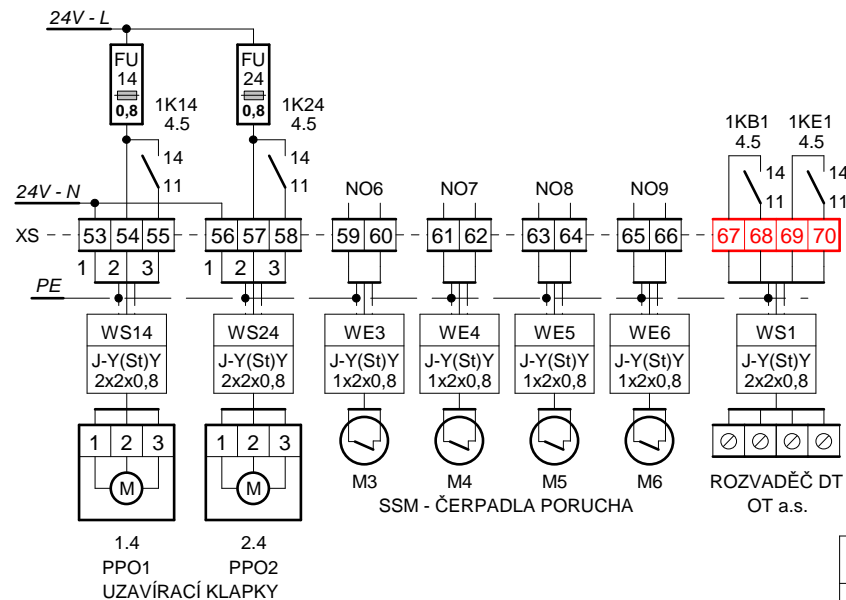 24V - L
FU FU
14 24
0,8 0,8
1K14 1K24
4.5 4.5
14 14
11 11
1KB1 1KE1
4.5 4.5
14 14
11 11
24V - N
NO6 NO7 NO8 NO9
XS 53 54 55 56 57 58 59 60 61 62 63 64 65 66 67 68 69 70
1 2 3 1 2 3
PE
WS14 WS24 WE3 WE4 WE5 WE6 WS1
J-Y(St)Y J-Y(St)Y J-Y(St)Y J-Y(St)Y J-Y(St)Y J-Y(St)Y J-Y(St)Y
2x2x0,8 2x2x0,8 1x2x0,8 1x2x0,8 1x2x0,8 1x2x0,8 2x2x0,8
1 2 3 1 2 3
M M
M3 M4 M5 M6
SSM - ČERPADLA PORUCHA
ROZVADĚČ DT
OT a.s.
1.4 2.4
PPO1 PPO2
UZAVÍRACÍ KLAPKY